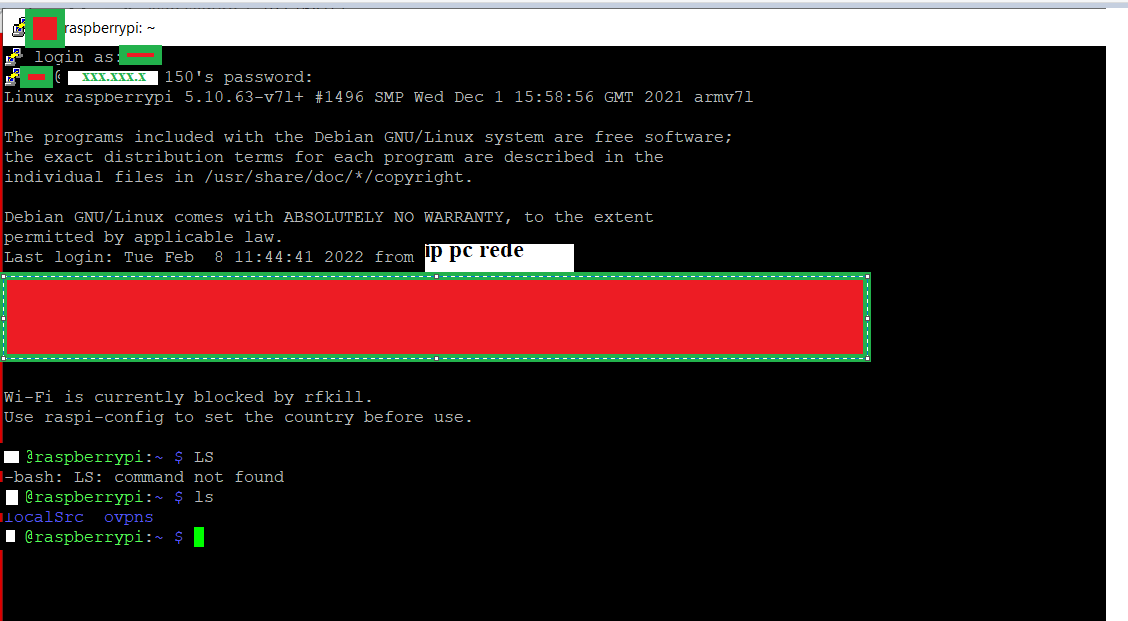 raspberrypi: ~
login as:
@ xxx.xxx.x 150's password:
Linux raspberrypi 5.10.63-v7l+ #1496 SMP Wed Dec 1 15:58:56 GMT 2021 armv7l
The programs included with the Debian GNU/Linux system are free software;
the exact distribution terms for each program are described in the
individual files in /usr/share/doc/*/copyright.
Debian GNU/Linux comes with ABSOLUTELY NO WARRANTY, to the extent
permitted by applicable law.
Last login: Tue Feb  8 11:44:41 2022 from ip pc rede
Wi-Fi is currently blocked by rfkill.
Use raspi-config to set the country before use.
@raspberrypi:~ $ LS
-bash: LS: command not found
@raspberrypi:~ $ ls
localSrc  ovpns
@raspberrypi:~ $